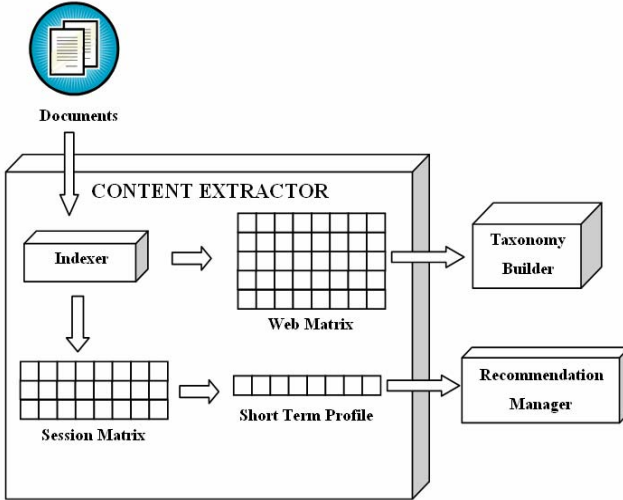 Documents
CONTENT EXTRACTOR
Indexer
Taxonomy
Builder
Web Matrix
Recommendation
Manager
Session Matrix
Short Term Profile